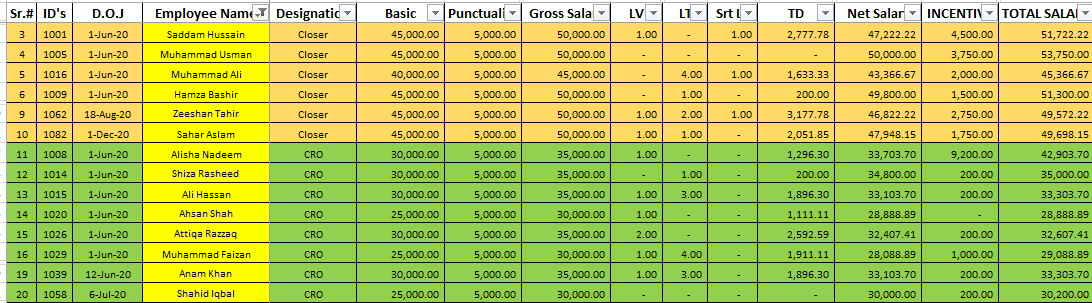 Sr.# ID's D.O.J Employee Name Designatic Basic Punctuali Gross Sala LV LT Srt L TD Net Salar INCENTIV TOTAL SALAF
3 1001 1-Jun-20 Saddam Hussain Closer 45,000.00 5,000.00 50,000.00 1.00 - 1.00 2,777.78 47,222.22 4,500.00 51,722.22
4 1005 1-Jun-20 Muhammad Usman Closer 45,000.00 5,000.00 50,000.00 - - - - 50,000.00 3,750.00 53,750.00
5 1016 1-Jun-20 Muhammad Ali Closer 40,000.00 5,000.00 45,000.00 - 4.00 1.00 1,633.33 43,366.67 2,000.00 45,366.67
6 1009 1-Jun-20 Hamza Bashir Closer 45,000.00 5,000.00 50,000.00 - 1.00 - 200.00 49,800.00 1,500.00 51,300.00
9 1062 18-Aug-20 Zeeshan Tahir Closer 45,000.00 5,000.00 50,000.00 1.00 2.00 1.00 3,177.78 46,822.22 2,750.00 49,572.22
10 1082 1-Dec-20 Sahar Aslam Closer 45,000.00 5,000.00 50,000.00 1.00 1.00 - 2,051.85 47,948.15 1,750.00 49,698.15
11 1008 1-Jun-20 Alisha Nadeem CRO 30,000.00 5,000.00 35,000.00 1.00 - - 1,296.30 33,703.70 9,200.00 42,903.70
12 1014 1-Jun-20 Shiza Rasheed CRO 30,000.00 5,000.00 35,000.00 - 1.00 - 200.00 34,800.00 200.00 35,000.00
13 1015 1-Jun-20 Ali Hassan CRO 30,000.00 5,000.00 35,000.00 1.00 3.00 - 1,896.30 33,103.70 200.00 33,303.70
14 1020 1-Jun-20 Ahsan Shah CRO 25,000.00 5,000.00 30,000.00 1.00 - - 1,111.11 28,888.89 - 28,888.89
15 1026 1-Jun-20 Attiqa Razzaq CRO 30,000.00 5,000.00 35,000.00 2.00 - - 2,592.59 32,407.41 200.00 32,607.41
16 1029 1-Jun-20 Muhammad Faizan CRO 25,000.00 5,000.00 30,000.00 1.00 4.00 - 1,911.11 28,088.89 1,000.00 29,088.89
19 1039 12-Jun-20 Anam Khan CRO 30,000.00 5,000.00 35,000.00 1.00 3.00 - 1,896.30 33,103.70 200.00 33,303.70
20 1058 6-Jul-20 Shahid Iqbal CRO 25,000.00 5,000.00 30,000.00 - - - - 30,000.00 200.00 30,200.00